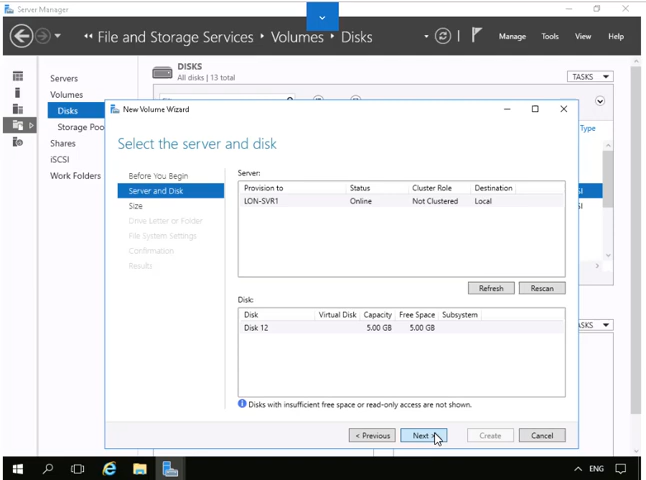 Server Manager
File and Storage Services
Volumes
Disks
Manage
Tools
View
Help
Servers
Volumes
Disks
Storage Poo
Shares
iSCSI
Work Folders
DISKS
All disks | 13 total
TASKS
Type
New Volume Wizard
Select the server and disk
Before You Begin
Server and Disk
Size
Drive Letter or Folder
File System Settings
Confirmation
Results
Server:
Provision to Status Cluster Role Destination
LON-SVR1 Online Not Clustered Local
Refresh Rescan
Disk:
Disk Virtual Disk Capacity Free Space Subsystem
Disk 12 5.00 GB 5.00 GB
Disks with insufficient free space or read-only access are not shown.
< Previous Next > Create Cancel
ENG